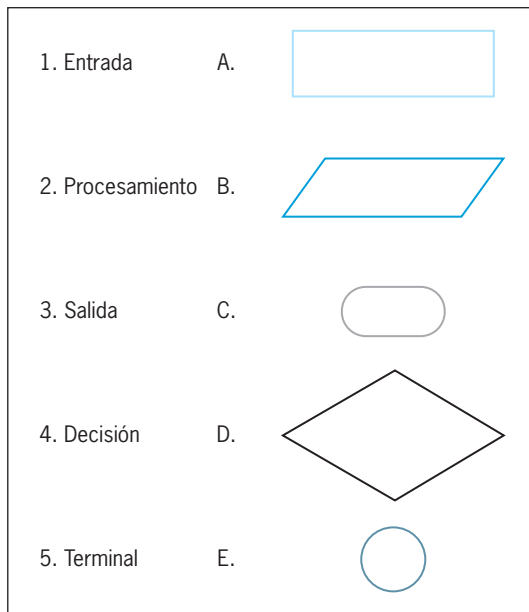 1. Entrada A.
2. Procesamiento B.
3. Salida C.
4. Decisión D.
5. Terminal E.